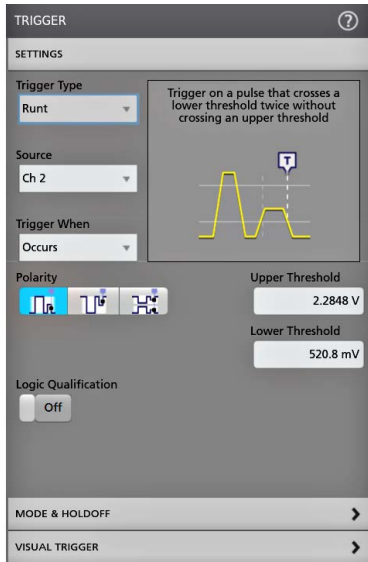 TRIGGER
?
SETTINGS
Trigger Type
Runt
Trigger on a pulse that crosses a
lower threshold twice without
crossing an upper threshold
T
Source
Ch 2
Trigger When
Occurs
Polarity
Upper Threshold
2.2848 V
Lower Threshold
520.8 mV
Logic Qualification
Off
MODE & HOLDOFF
VISUAL TRIGGER